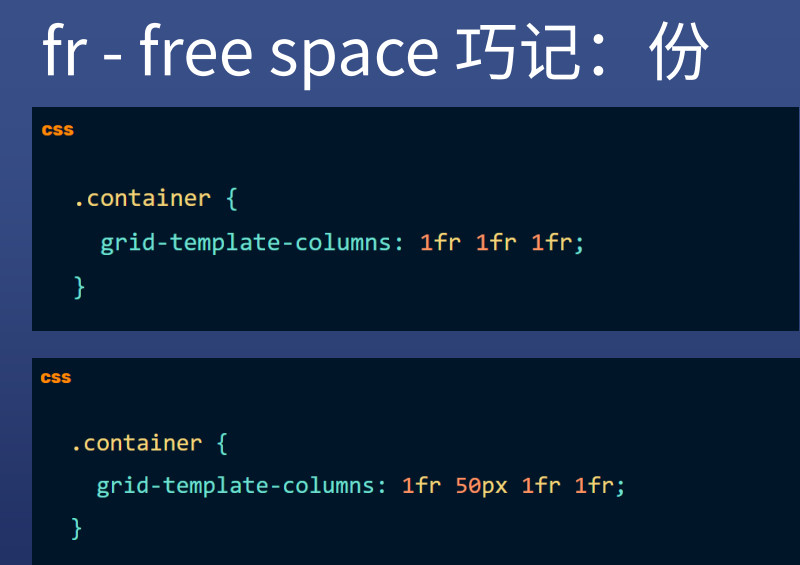 fr - free space 巧记：份
css
.container {
grid-template-columns: 1fr 1fr 1fr;
}
css
.container {
grid-template-columns: 1fr 50px 1fr 1fr;
}